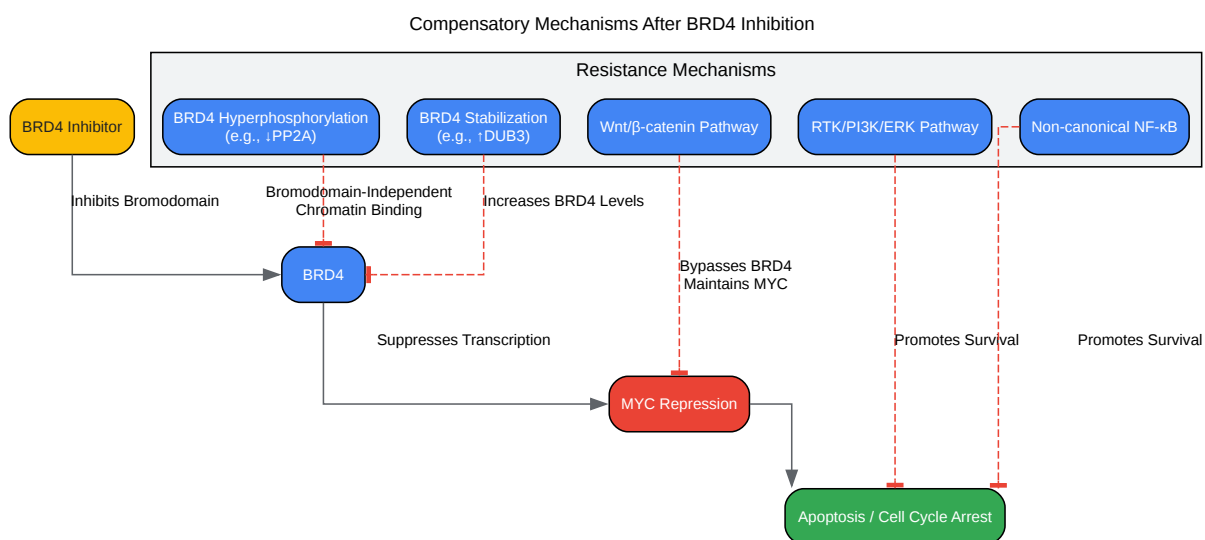 Compensatory Mechanisms After BRD4 Inhibition
Resistance Mechanisms
BRD4 Inhibitor
BRD4 Hyperphosphorylation
(e.g., ↓PP2A)
BRD4 Stabilization
(e.g., ↑DUB3)
Wnt/β-catenin Pathway
RTK/PI3K/ERK Pathway
Non-canonical NF-κB
Inhibits Bromodomain
Bromodomain-Independent
Chromatin Binding
Increases BRD4 Levels
BRD4
Bypasses BRD4
Maintains MYC
Suppresses Transcription
Promotes Survival
Promotes Survival
MYC Repression
Apoptosis / Cell Cycle Arrest